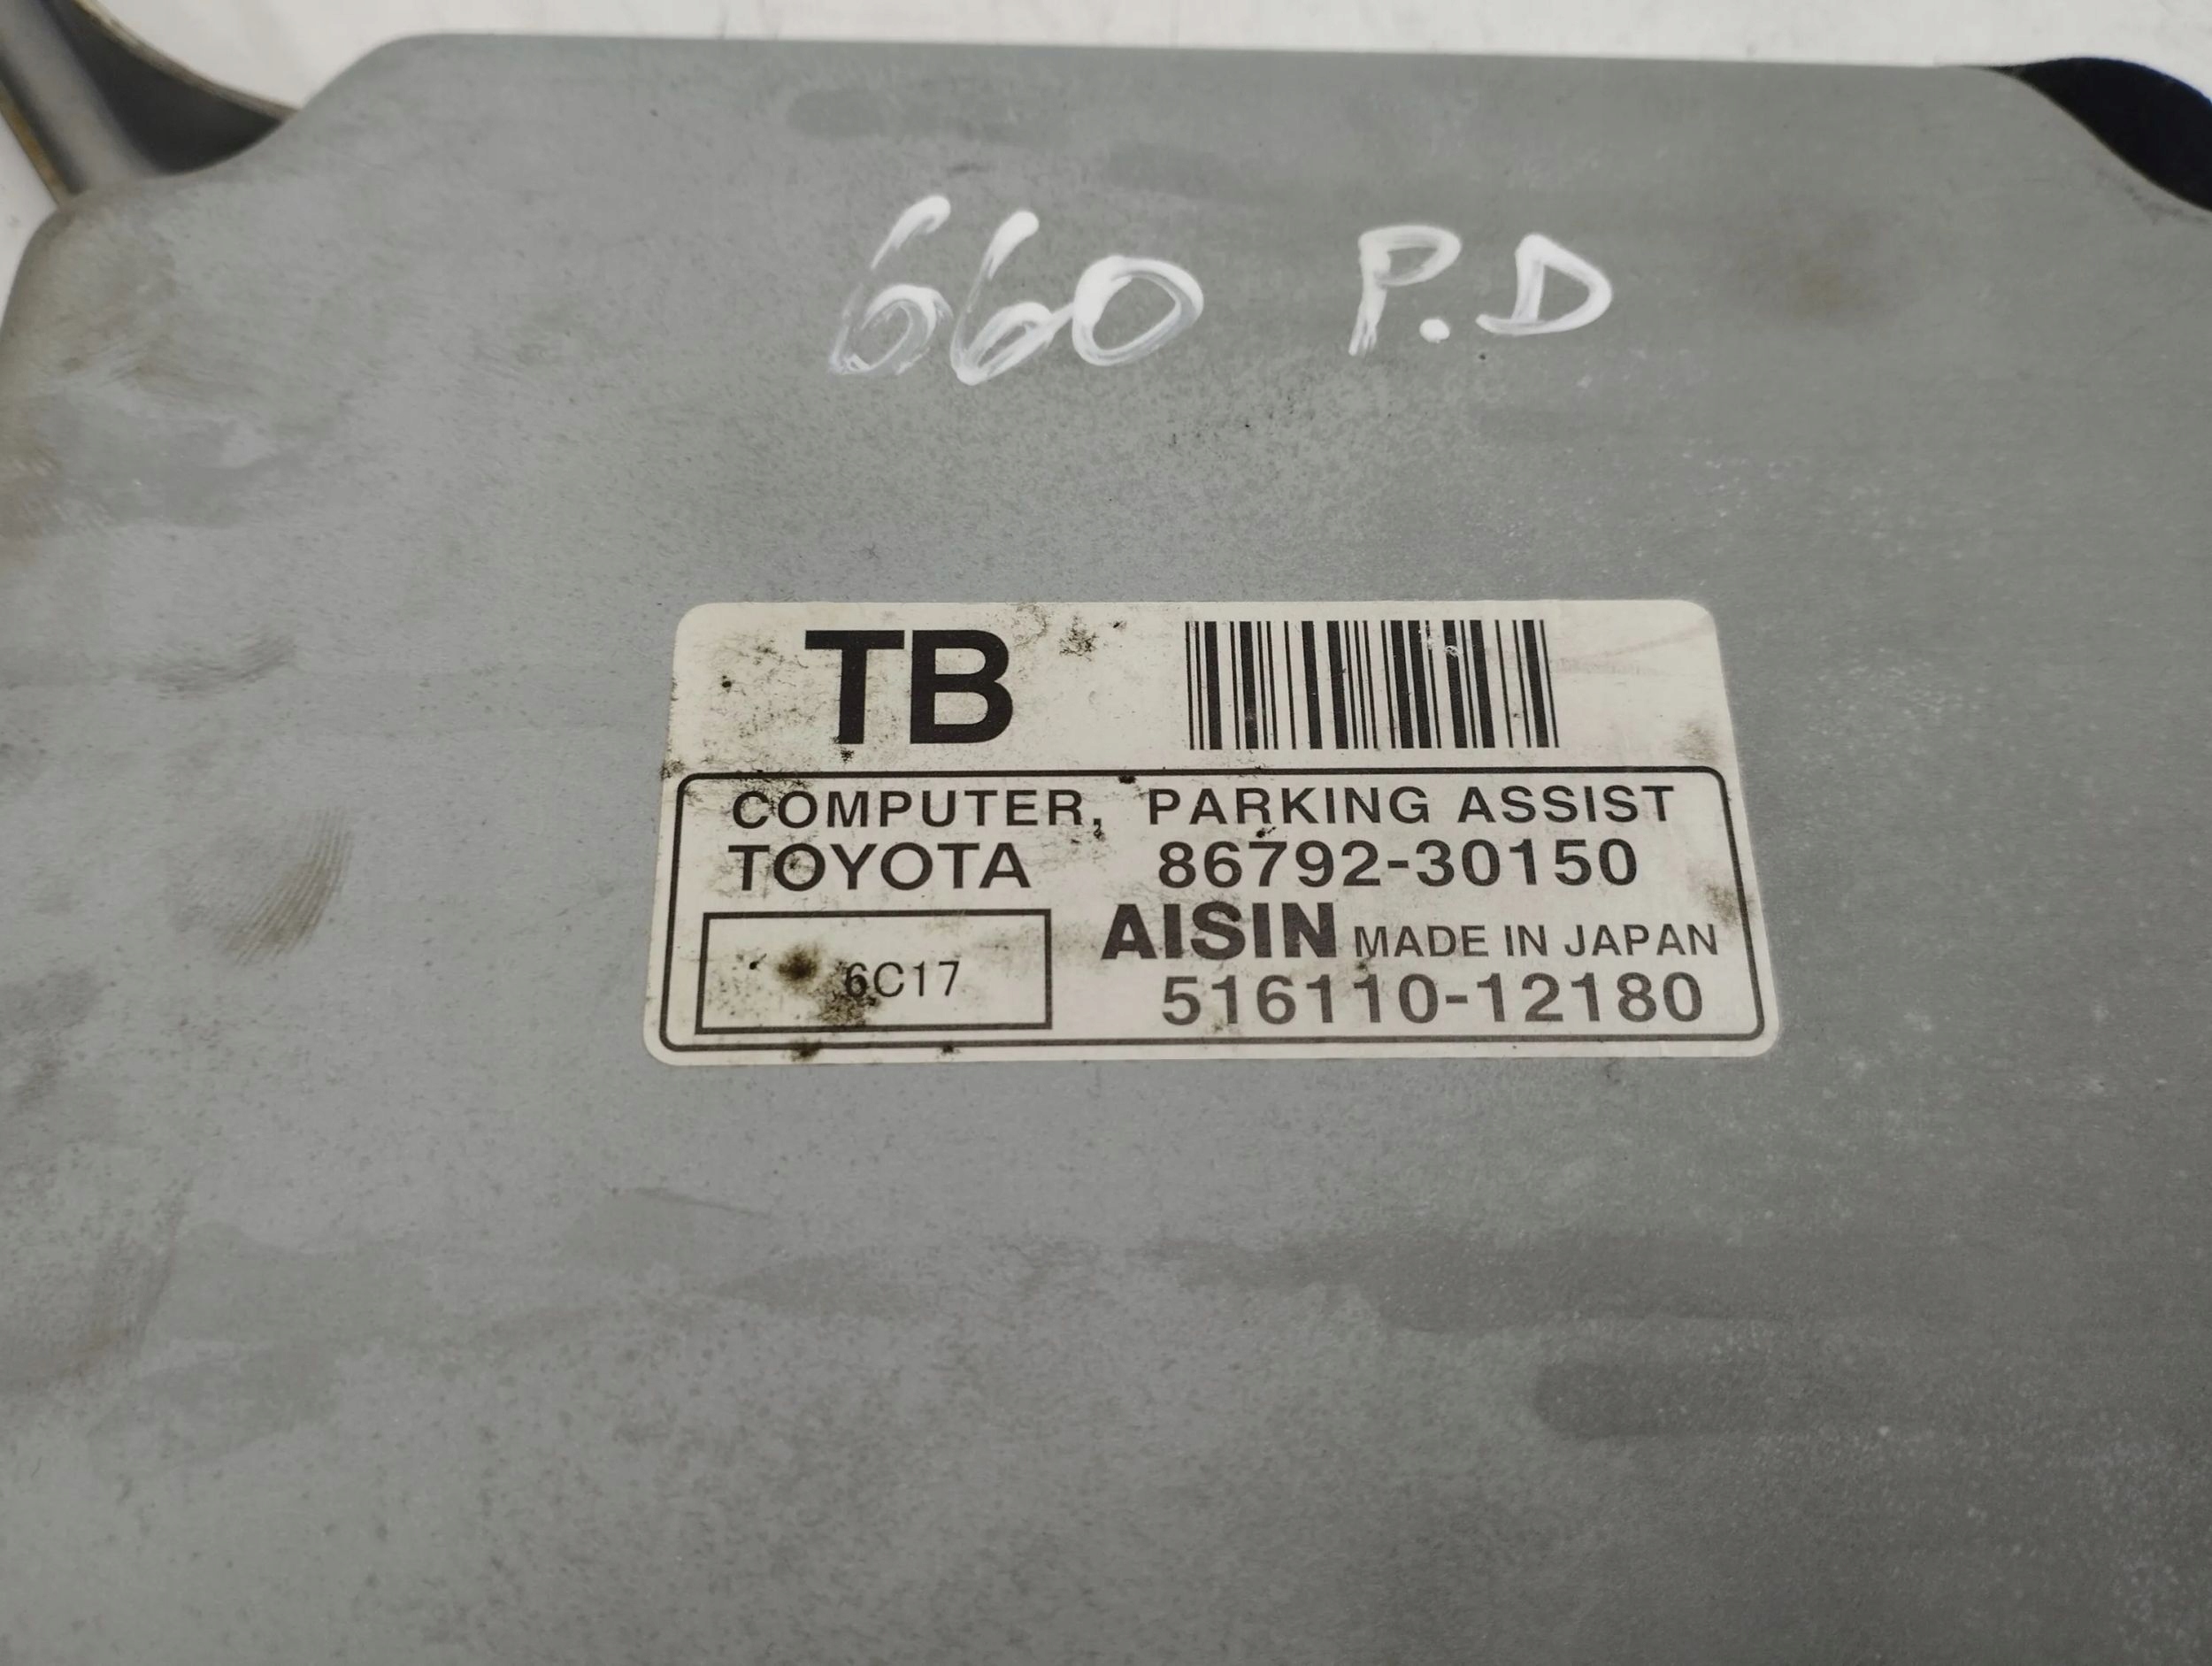 660 P.D
TB
COMPUTER, PARKING ASSIST
TOYOTA 86792-30150
AISIN MADE IN JAPAN
6C17
516110-12180